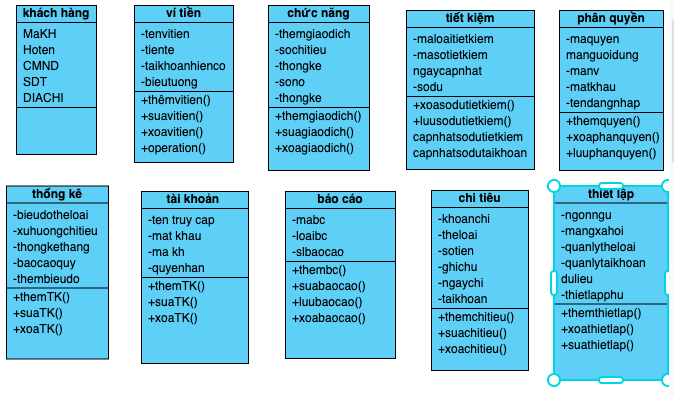 khách hàng
MaKH
Hoten
CMND
SDT
DIACHI
ví tiền
-tenvitien
-tiente
-taikhoanhienco
-bieutuong
+thêmvitien()
+suavitien()
+xoavitien()
+operation()
chức năng
-themgiaodich
-sochitieu
-thongke
-sono
-thongke
+themgiaodich()
+suagiaodich()
+xoagiaodich()
tiết kiệm
-maloaitietkiem
-masotietkiem
ngaycapnhat
-sodu
+xoasodutietkiem()
+luusodutietkiem()
capnhatsodutietkiem
capnhatsodutaikhoan
phân quyền
-maquyen
manguoidung
-manv
-matkhau
-tendangnhap
+themquyen()
+xoaphanquyen()
+luuphanquyen()
thống kê
-bieudotheloai
-xuhuongchitieu
-thongkethang
-baocaoquy
-thembieudo
+themTK()
+suaTK()
+xoaTK()
tài khoản
-ten truy cap
-mat khau
-ma kh
-quyenhan
+themTK()
+suaTK()
+xoaTK()
báo cáo
-mabc
-loaibc
-slbaocao
+thembc()
+suabaocao()
+luubaocao()
+xoabaocao()
chi tiêu
-khoanchi
-theloai
-sotien
-ghichu
-ngaychi
-taikhoan
+themchitieu()
+suachitieu()
+xoachitieu()
thiết lập
-ngonngu
-mangxahoi
-quanlytheloai
-quanlytaikhoan
dulieu
-thietlapphu
+themthietlap()
+xoathietlap()
+suathietlap()